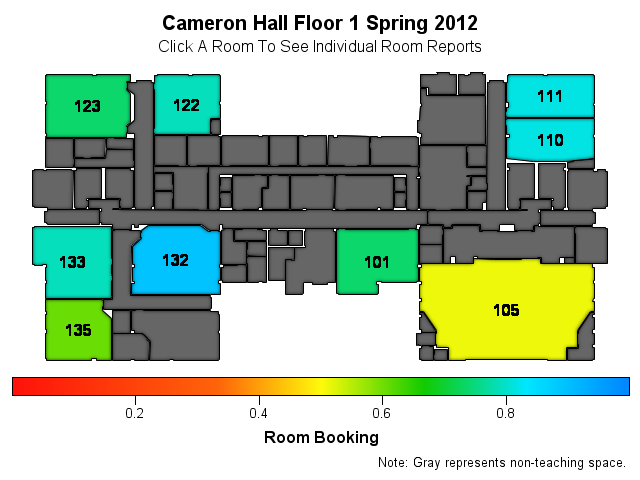 Cameron Hall Floor 1 Spring 2012
Click A Room To See Individual Room Reports
123
122
111
110
133
132
101
135
105
0.2 0.4 0.6 0.8
Room Booking
Note: Gray represents non-teaching space.